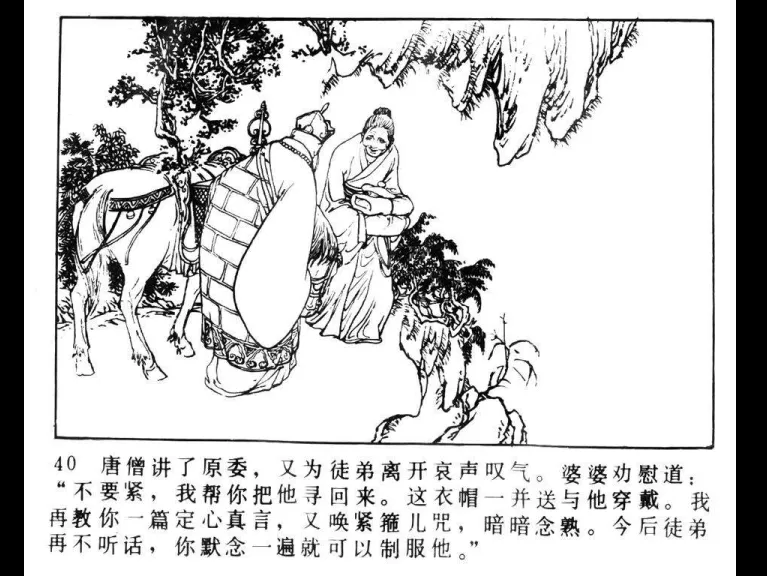 40 唐僧讲了原委，又为徒弟离开哀声叹气。婆婆劝慰道：
“不要紧，我帮你把他寻回来。这衣帽一并送与他穿戴。我
再教你一篇定心真言，又唤紧箍儿咒，暗暗念熟。今后徒弟
再不听话，你默念一遍就可以制服他。”